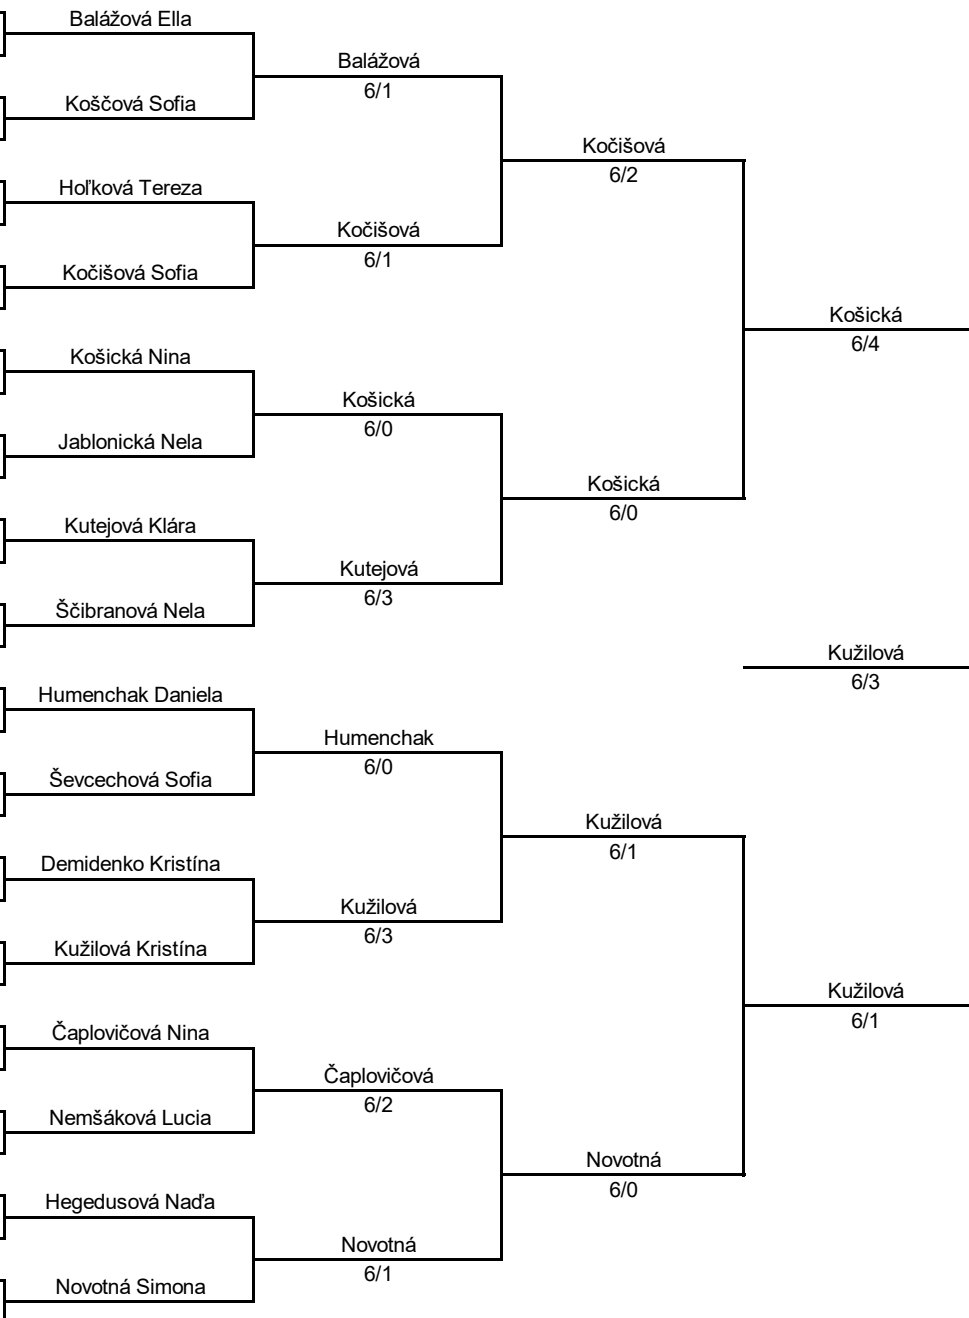 Balážová Ella
Balážová
6/1
Koščová Sofia
Kočišová
6/2
Hoľková Tereza
Kočišová
6/1
Kočišová Sofia
Košická
6/4
Košická Nina
Košická
6/0
Jablonická Nela
Košická
6/0
Kutejová Klára
Kutejová
6/3
Ščibranová Nela
Kužilová
6/3
Humenchak Daniela
Humenchak
6/0
Ševcechová Sofia
Kužilová
6/1
Demidenko Kristína
Kužilová
6/3
Kužilová Kristína
Kužilová
6/1
Čaplovičová Nina
Čaplovičová
6/2
Nemšáková Lucia
Novotná
6/0
Hegedusová Naďa
Novotná
6/1
Novotná Simona